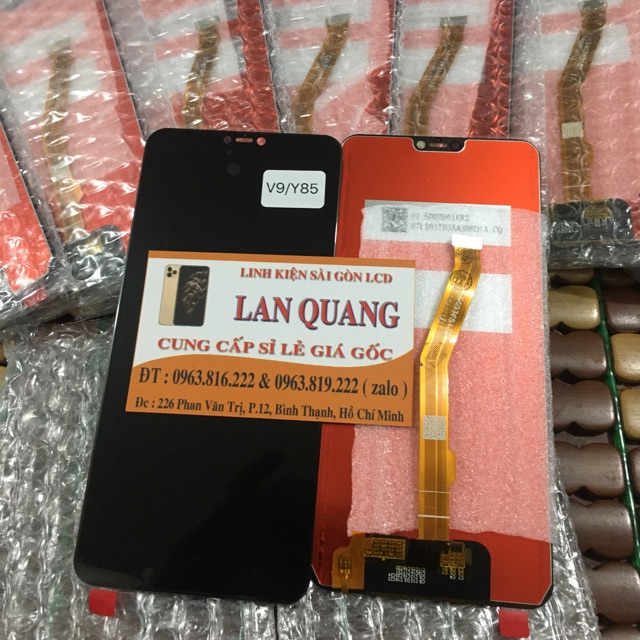 V9/Y85
LINH KIỆN SÀI GÒN LCD
LAN QUANG
CUNG CẤP SỈ LẺ GIÁ GỐC
ĐT : 0963.816.222 & 0963.819.222 ( zalo )
Đc : 226 Phan Văn Trị, P.12, Bình Thạnh, Hồ Chí Minh